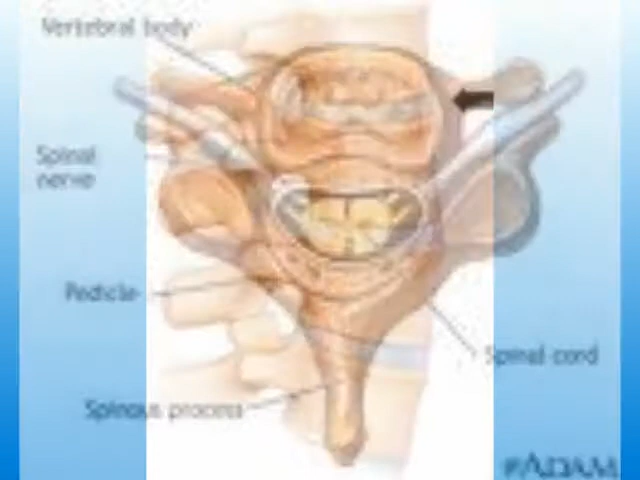 Vertebral body
Spinal
nerve
Pedicle
Spinal cord
Spinous process
ADAM